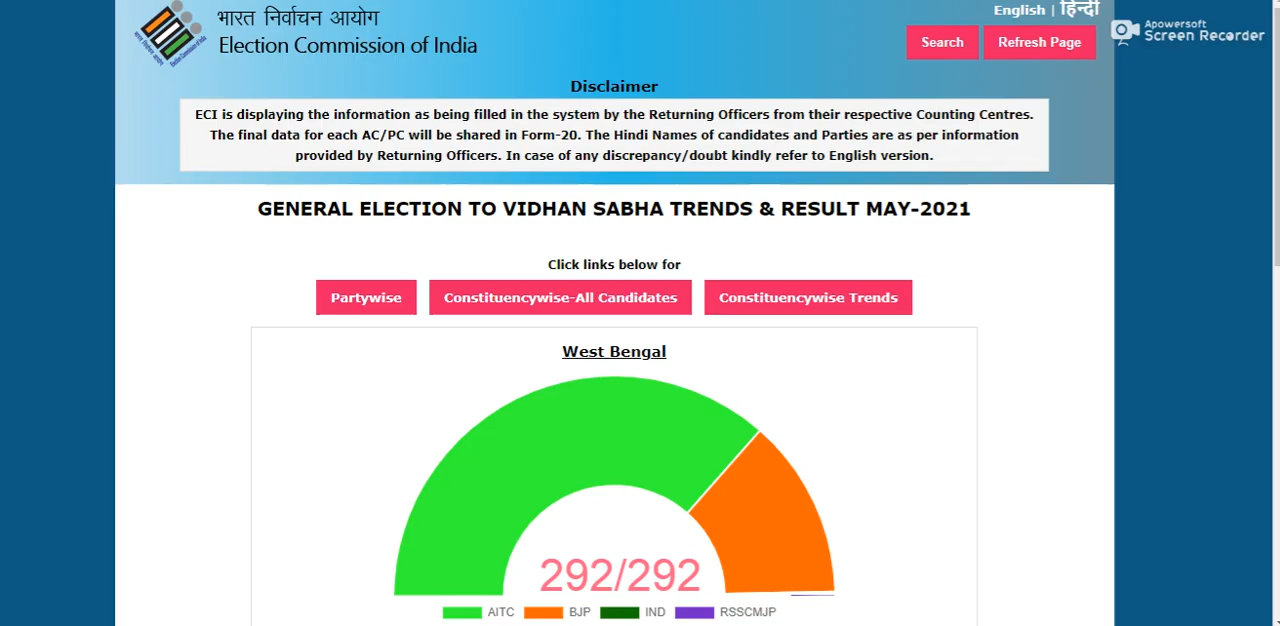 भारत निर्वाचन आयोग
Election Commission of India
English | हिन्दी
Search
Refresh Page
Apowersoft
Screen Recorder
Disclaimer
ECI is displaying the information as being filled in the system by the Returning Officers from their respective Counting Centres.
The final data for each AC/PC will be shared in Form-20. The Hindi Names of candidates and Parties are as per information
provided by Returning Officers. In case of any discrepancy/doubt kindly refer to English version.
GENERAL ELECTION TO VIDHAN SABHA TRENDS & RESULT MAY-2021
Click links below for
Partywise
Constituencywise-All Candidates
Constituencywise Trends
West Bengal
292/292
AITC
BJP
IND
RSSCMJP